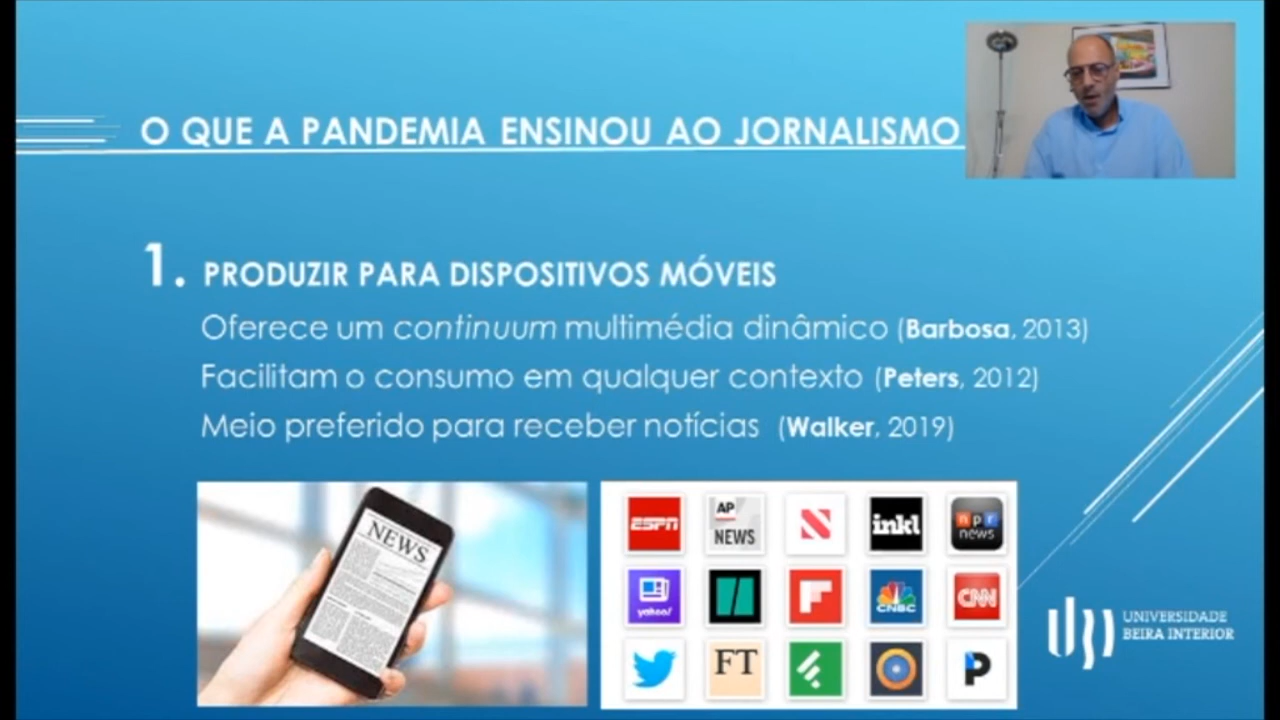 O QUE A PANDEMIA ENSINOU AO JORNALISMO
1. PRODUZIR PARA DISPOSITIVOS MÓVEIS
Oferece um continuum multimédia dinâmico (Barbosa, 2013)
Facilitam o consumo em qualquer contexto (Peters, 2012)
Meio preferido para receber notícias (Walker, 2019)
NEWS
ESPN
AP
NEWS
inkl
npr
news
yahoo!
CNBC
CNN
FT
P
ubi
UNIVERSIDADE
BEIRA INTERIOR